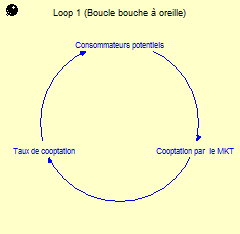 Loop 1 (Boucle bouche à oreille)
Consommateurs potentiels
Taux de cooptation
Cooptation par le MKT